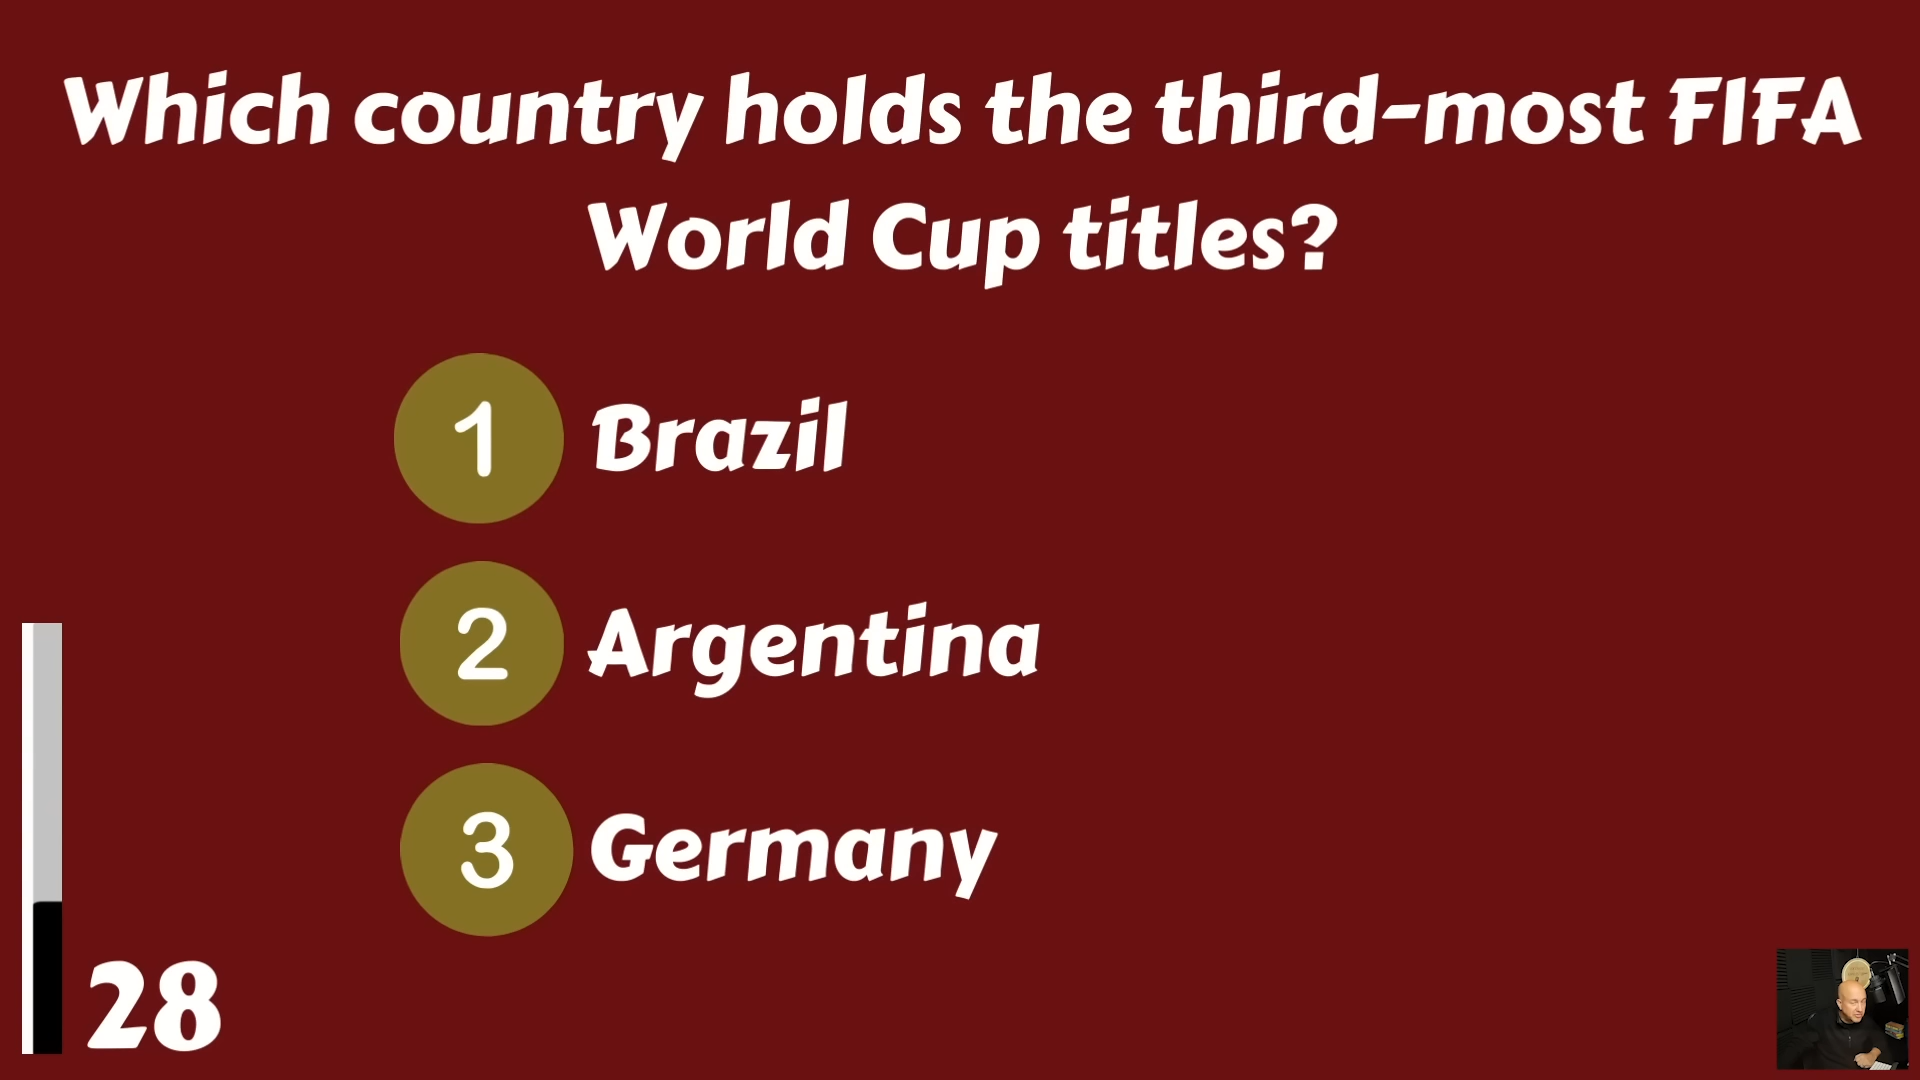 Which country holds the third-most FIFA
World Cup titles?
1 Brazil
2 Argentina
3 Germany
28